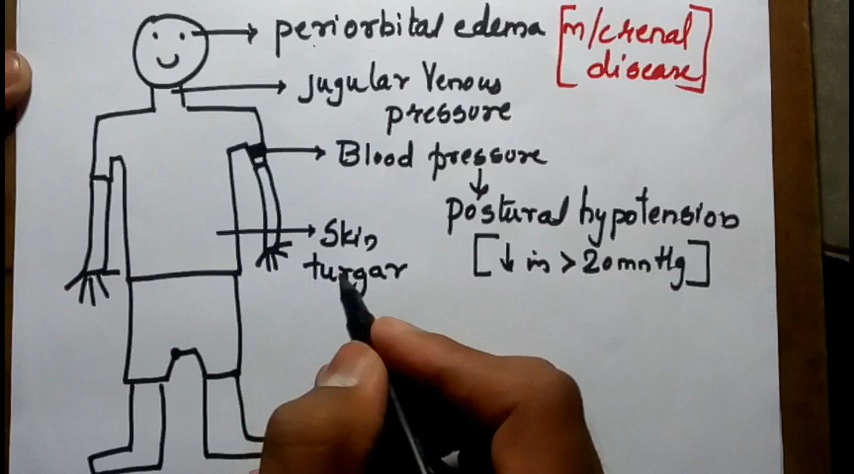 periorbital edema [m/c renal
disease]
Jugular Venous
pressure
Blood pressure
↓
Postural hypotension
[↓ in > 20mmHg]
Skin
turgar